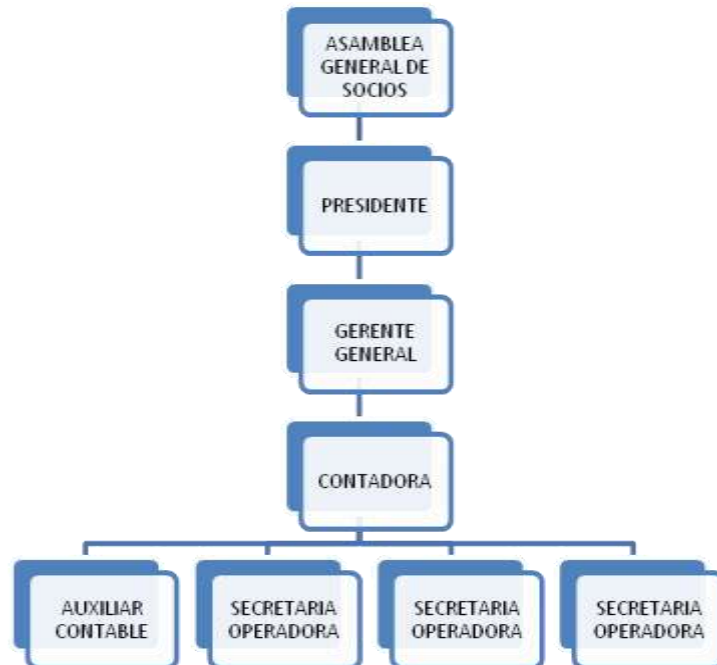 ASAMBLEA
GENERAL DE
SOCIOS
PRESIDENTE
GERENTE
GENERAL
CONTADORA
AUXILIAR
CONTABLE
SECRETARIA
OPERADORA
SECRETARIA
OPERADORA
SECRETARIA
OPERADORA